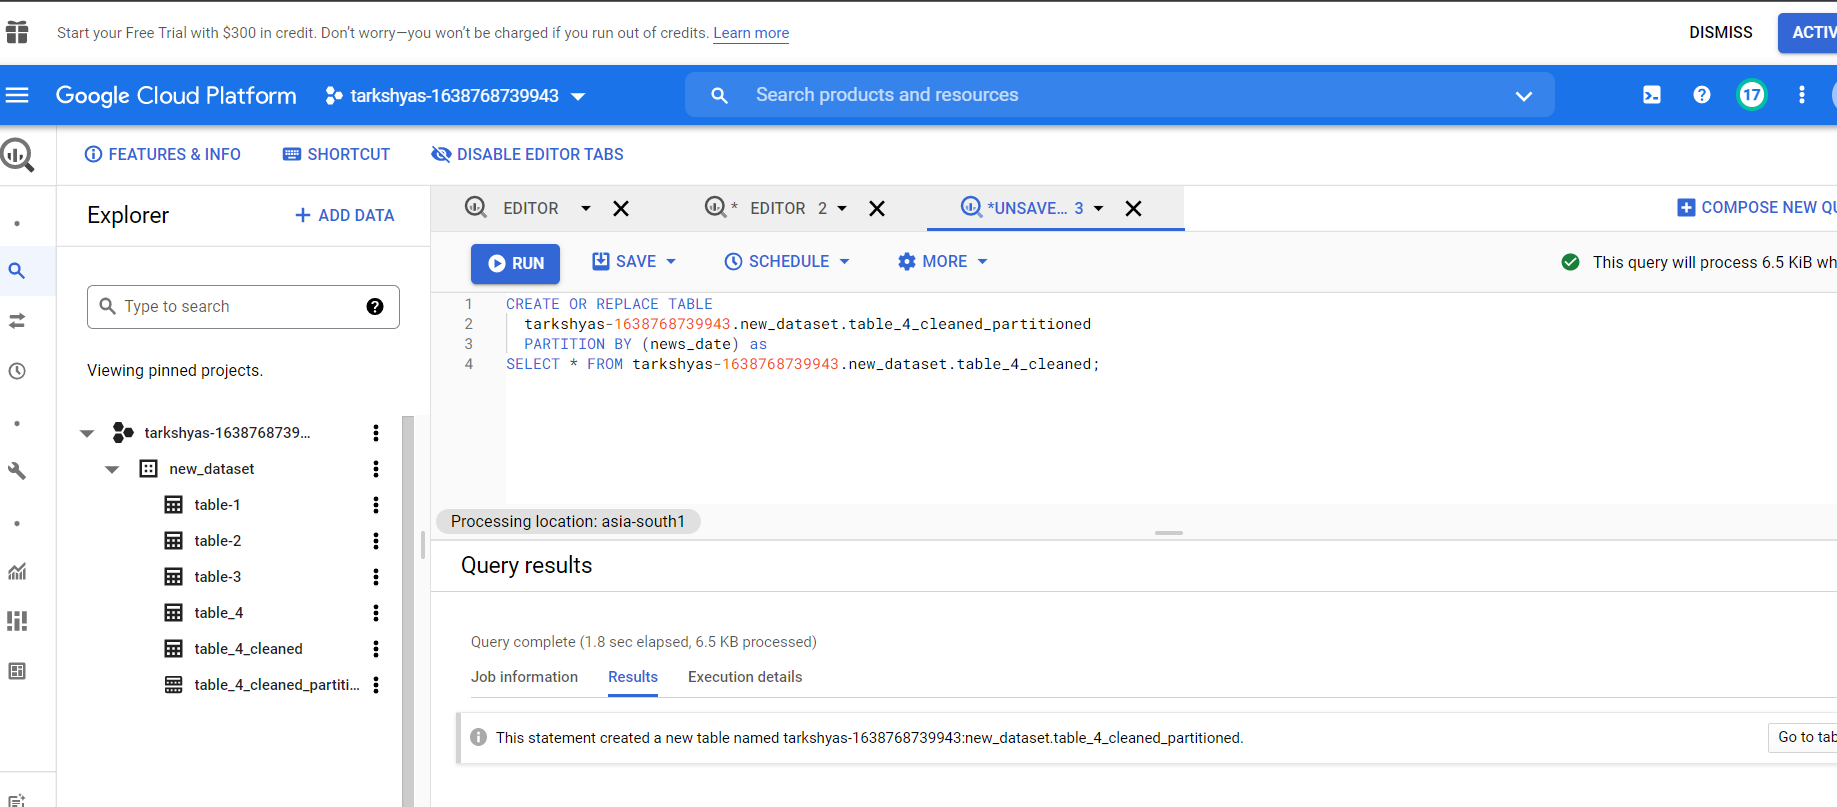 Start your Free Trial with $300 in credit. Don't worry—you won't be charged if you run out of credits. Learn more
DISMISS
ACTIV
Google Cloud Platform
tarkshyas-1638768739943
Search products and resources
17
FEATURES & INFO
SHORTCUT
DISABLE EDITOR TABS
Explorer
+ ADD DATA
EDITOR
* EDITOR 2
*UNSAVE... 3
COMPOSE NEW QU
RUN
SAVE
SCHEDULE
MORE
This query will process 6.5 KiB wh
Type to search
Viewing pinned projects.
tarkshyas-1638768739...
new_dataset
table-1
table-2
table-3
table_4
table_4_cleaned
table_4_cleaned_partiti...
1 CREATE OR REPLACE TABLE
2 tarkshyas-1638768739943.new_dataset.table_4_cleaned_partitioned
3 PARTITION BY (news_date) as
4 SELECT * FROM tarkshyas-1638768739943.new_dataset.table_4_cleaned;
Processing location: asia-south1
Query results
Query complete (1.8 sec elapsed, 6.5 KB processed)
Job information
Results
Execution details
This statement created a new table named tarkshyas-1638768739943:new_dataset.table_4_cleaned_partitioned.
Go to tab